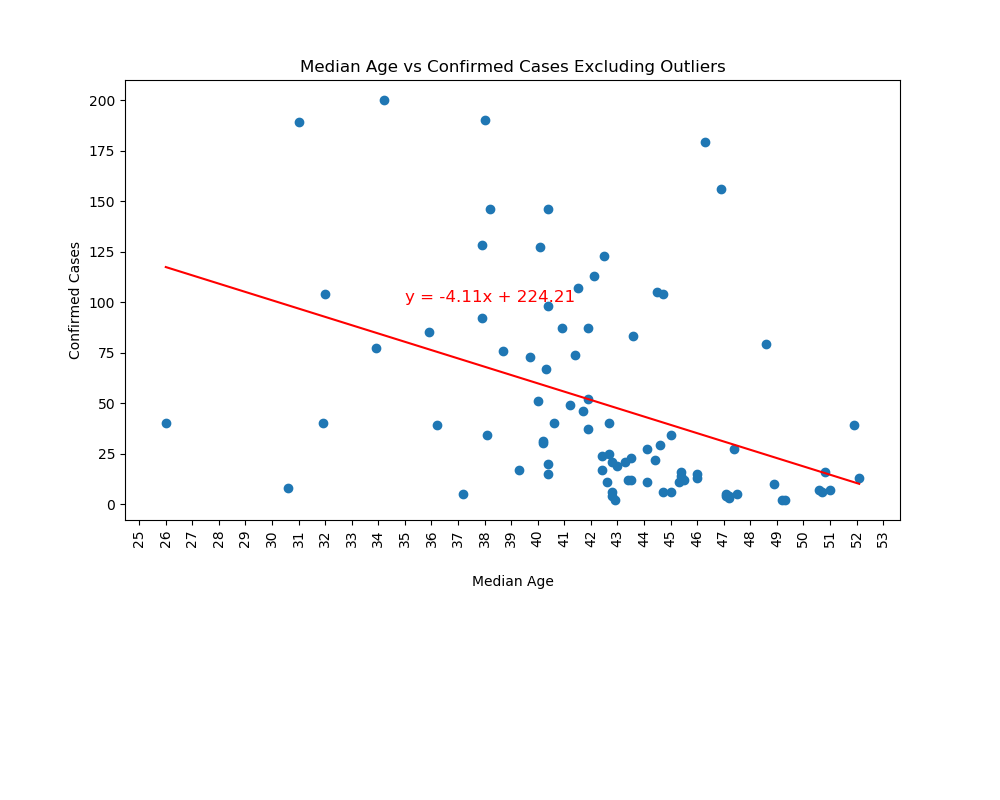 Median Age vs Confirmed Cases Excluding Outliers
200
175
150
125
100
75
50
25
0
Confirmed Cases
y = -4.11x + 224.21
25 26 27 28 29 30 31 32 33 34 35 36 37 38 39 40 41 42 43 44 45 46 47 48 49 50 51 52 53
Median Age